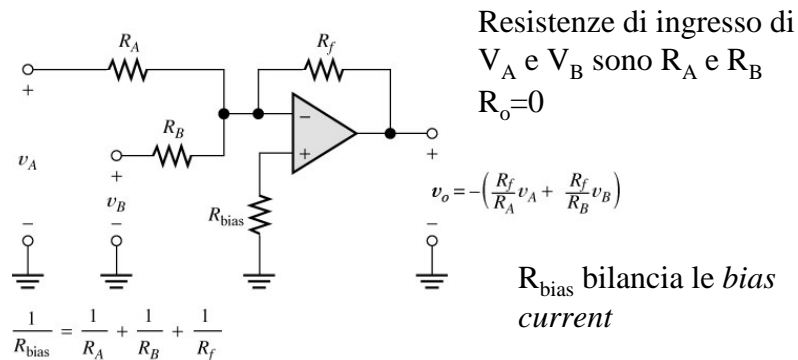 Resistenze di ingresso di
V_A e V_B sono R_A e R_B
R_o=0
R_A
R_f
+
R_B
−
+
v_A
+
v_B
R_bias
+
v_o = −(R_f/R_A v_A + R_f/R_B v_B)
−
−
−
R_bias bilancia le bias
current
1/R_bias = 1/R_A + 1/R_B + 1/R_f